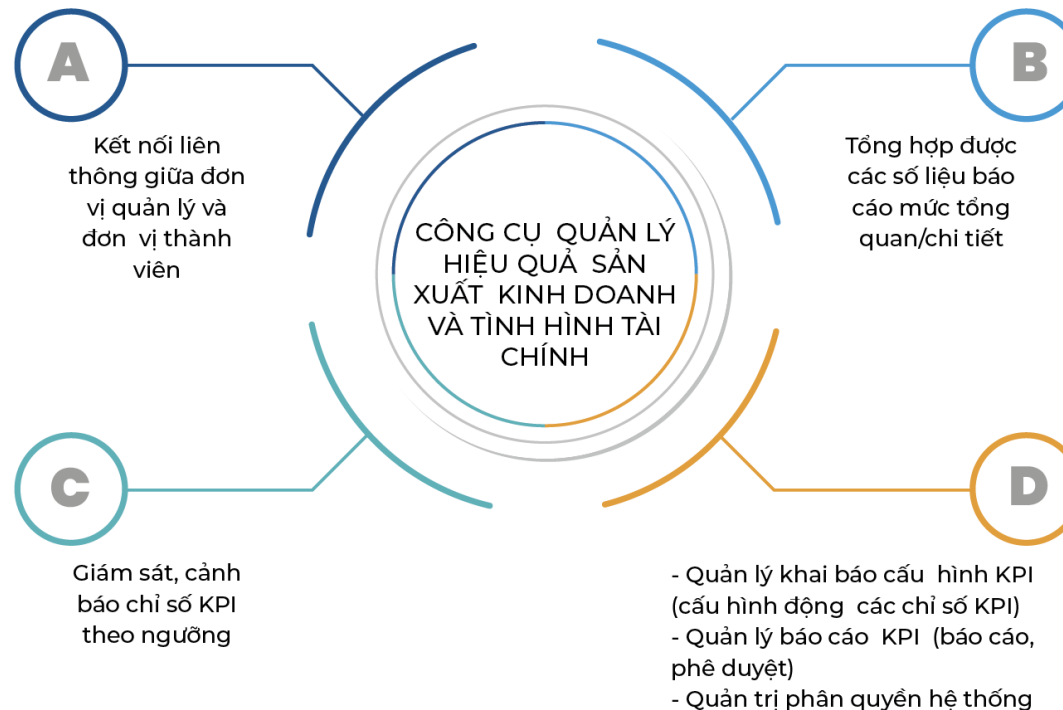 A
Kết nối liên
thông giữa đơn
vị quản lý và
đơn vị thành
viên
B
Tổng hợp được
các số liệu báo
cáo mức tổng
quan/chi tiết
CÔNG CỤ QUẢN LÝ
HIỆU QUẢ SẢN
XUẤT KINH DOANH
VÀ TÌNH HÌNH TÀI
CHÍNH
C
Giám sát, cảnh
báo chỉ số KPI
theo ngưỡng
D
- Quản lý khai báo cấu hình KPI
(cấu hình động các chỉ số KPI)
- Quản lý báo cáo KPI (báo cáo,
phê duyệt)
- Quản trị phân quyền hệ thống